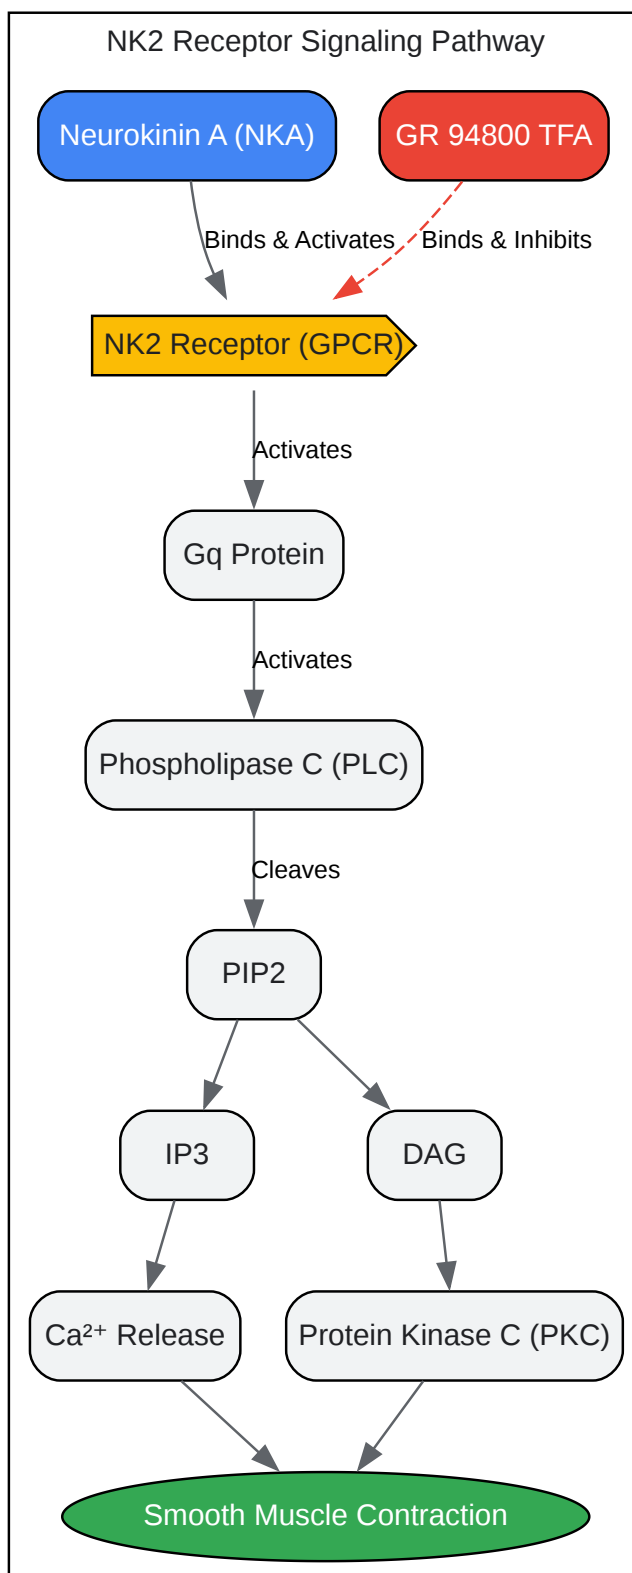 NK2 Receptor Signaling Pathway
Neurokinin A (NKA)
GR 94800 TFA
Binds & Activates
Binds & Inhibits
NK2 Receptor (GPCR)
Activates
Gq Protein
Activates
Phospholipase C (PLC)
Cleaves
PIP2
IP3
DAG
Ca²⁺ Release
Protein Kinase C (PKC)
Smooth Muscle Contraction